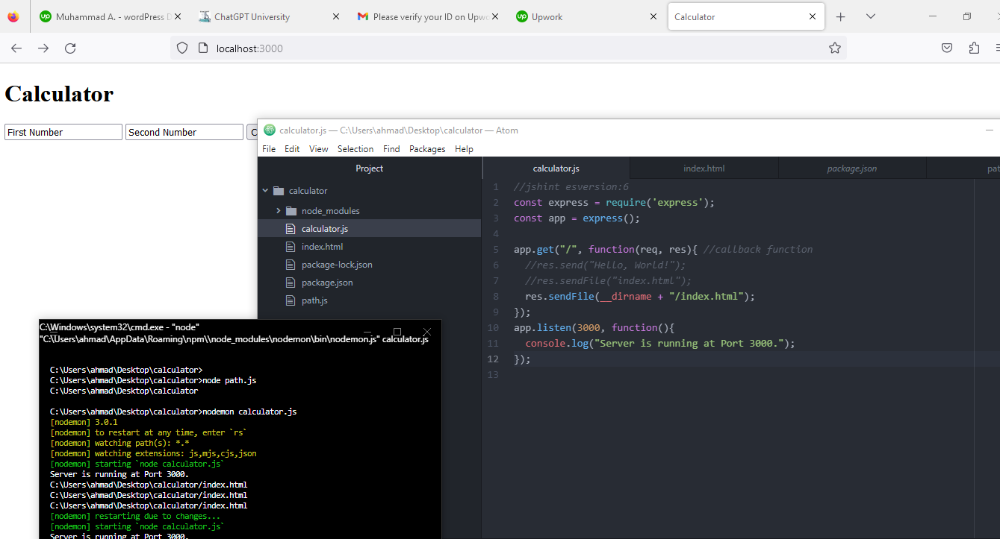 Muhammad A. - wordPress D
ChatGPT University
Please verify your ID on Upwo
Upwork
Calculator
localhost:3000
Calculator
First Number
Second Number
C
calculator.js — C:\Users\ahmad\Desktop\calculator — Atom
File Edit View Selection Find Packages Help
Project
calculator
node_modules
calculator.js
index.html
package-lock.json
package.json
path.js
calculator.js
index.html
package.json
pat
1 //jshint esversion:6
2 const express = require('express');
3 const app = express();
4
5 app.get("/", function(req, res){ //callback function
6 //res.send("Hello, World!");
7 //res.sendFile("index.html");
8 res.sendFile(__dirname + "/index.html");
9 });
10 app.listen(3000, function(){
11 console.log("Server is running at Port 3000.");
12 });
13
C:\Windows\system32\cmd.exe - "node"
"C:\Users\ahmad\AppData\Roaming\npm\\node_modules\nodemon\bin\nodemon.js" calculator.js
C:\Users\ahmad\Desktop\calculator>
C:\Users\ahmad\Desktop\calculator>node path.js
C:\Users\ahmad\Desktop\calculator
C:\Users\ahmad\Desktop\calculator>nodemon calculator.js
[nodemon] 3.0.1
[nodemon] to restart at any time, enter `rs`
[nodemon] watching path(s): *.*
[nodemon] watching extensions: js,mjs,cjs,json
[nodemon] starting `node calculator.js`
Server is running at Port 3000.
C:\Users\ahmad\Desktop\calculator/index.html
C:\Users\ahmad\Desktop\calculator/index.html
C:\Users\ahmad\Desktop\calculator/index.html
[nodemon] restarting due to changes...
[nodemon] starting `node calculator.js`
Server is running at Port 3000.